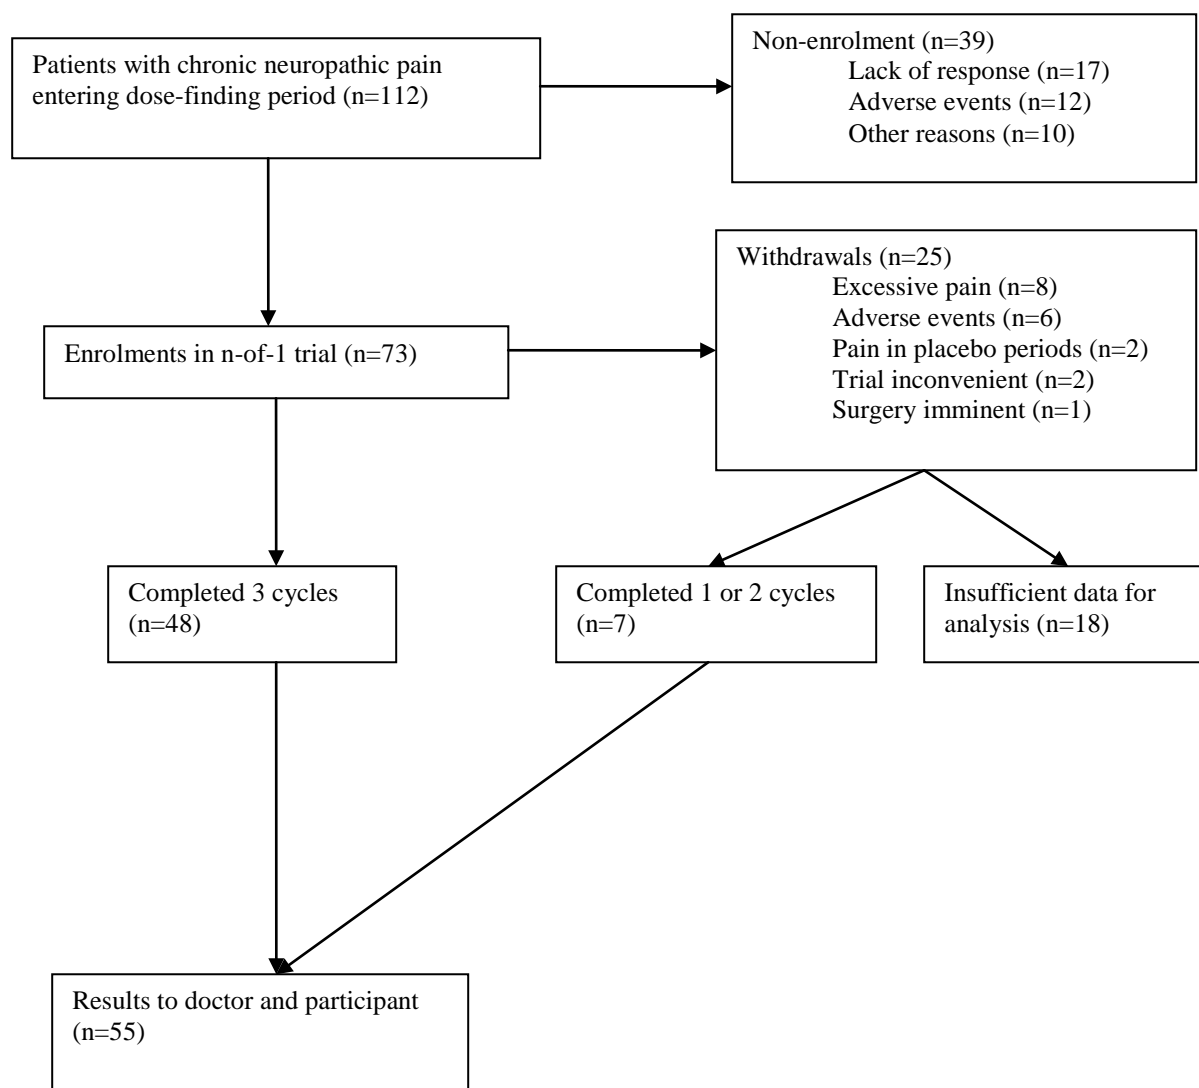 Patients with chronic neuropathic pain
entering dose-finding period (n=112)
Non-enrolment (n=39)
Lack of response (n=17)
Adverse events (n=12)
Other reasons (n=10)
Withdrawals (n=25)
Excessive pain (n=8)
Adverse events (n=6)
Pain in placebo periods (n=2)
Trial inconvenient (n=2)
Surgery imminent (n=1)
Enrolments in n-of-1 trial (n=73)
Completed 3 cycles
(n=48)
Completed 1 or 2 cycles
(n=7)
Insufficient data for
analysis (n=18)
Results to doctor and participant
(n=55)